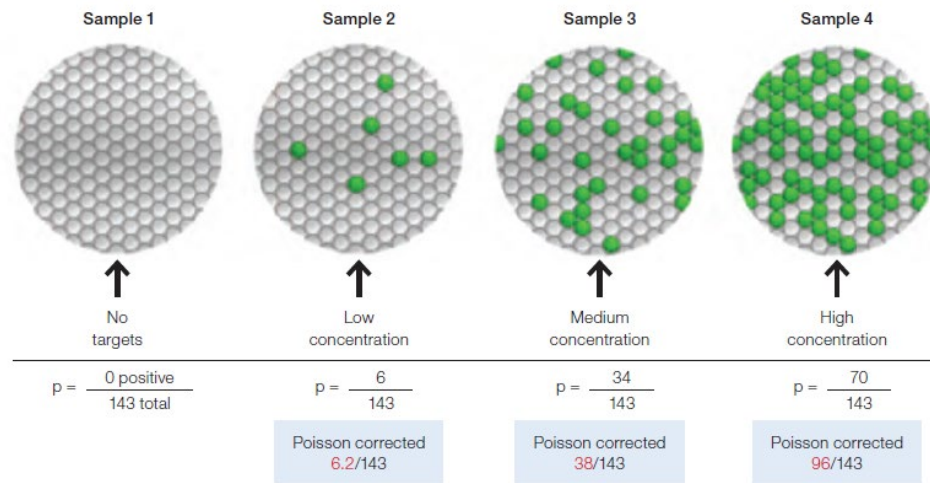 Sample 1
Sample 2
Sample 3
Sample 4
No
targets
Low
concentration
Medium
concentration
High
concentration
p = 0 positive
143 total
p = 6
143
p = 34
143
p = 70
143
Poisson corrected
6.2/143
Poisson corrected
38/143
Poisson corrected
96/143